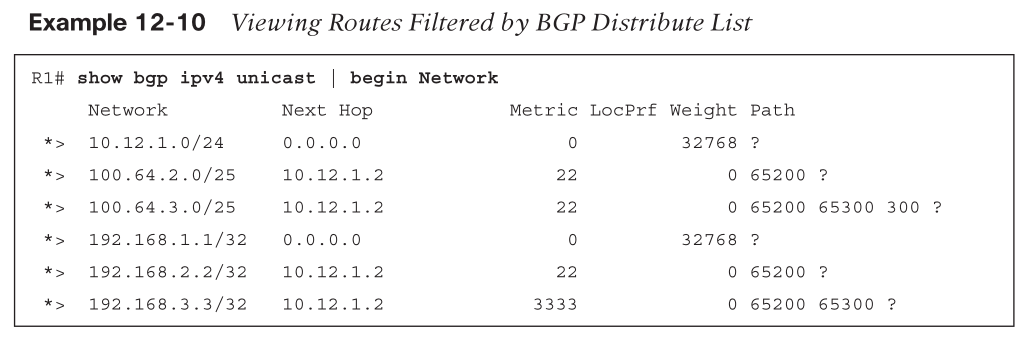 Example 12-10 Viewing Routes Filtered by BGP Distribute List
R1# show bgp ipv4 unicast | begin Network
Network Next Hop Metric LocPrf Weight Path
*> 10.12.1.0/24 0.0.0.0 0 32768 ?
*> 100.64.2.0/25 10.12.1.2 22 0 65200 ?
*> 100.64.3.0/25 10.12.1.2 22 0 65200 65300 300 ?
*> 192.168.1.1/32 0.0.0.0 0 32768 ?
*> 192.168.2.2/32 10.12.1.2 22 0 65200 ?
*> 192.168.3.3/32 10.12.1.2 3333 0 65200 65300 ?